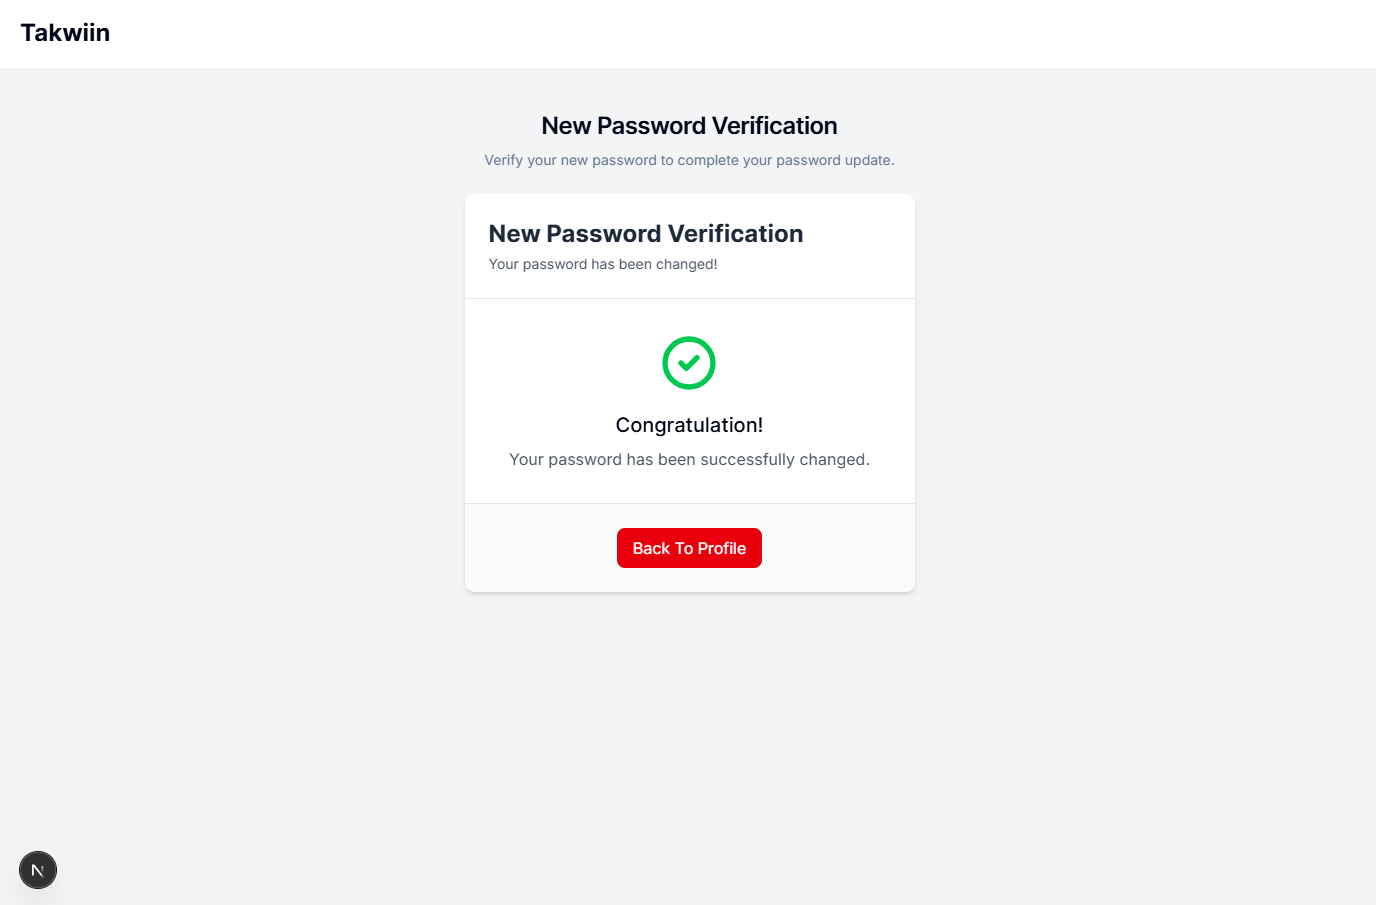 Takwiin
New Password Verification
Verify your new password to complete your password update.
New Password Verification
Your password has been changed!
Congratulation!
Your password has been successfully changed.
Back To Profile
N